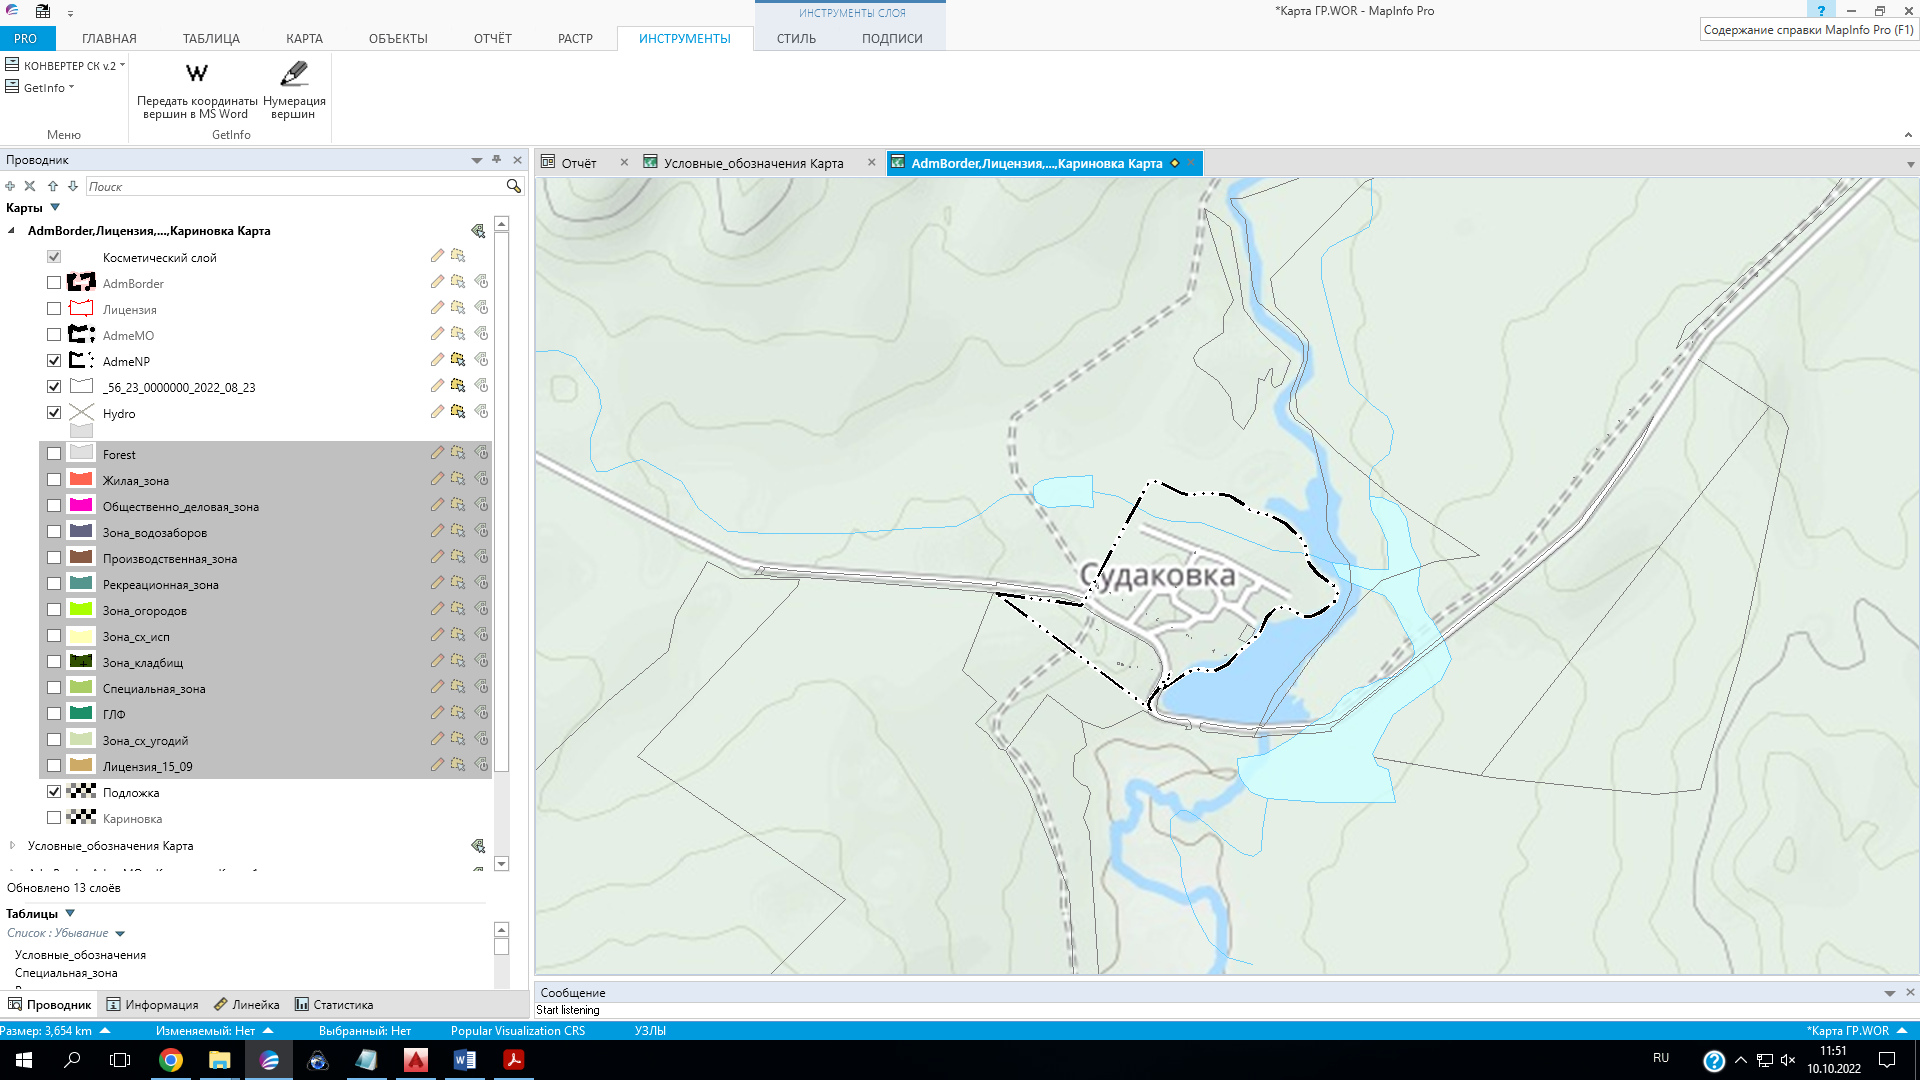 ИНСТРУМЕНТЫ СЛОЯ
*Карта ГР.WOR - MapInfo Pro
Содержание справки MapInfo Pro (F1)
PRO ГЛАВНАЯ ТАБЛИЦА КАРТА ОБЪЕКТЫ ОТЧЁТ РАСТР ИНСТРУМЕНТЫ СТИЛЬ ПОДПИСИ
КОНВЕРТЕР СК v.2
GetInfo
Передать координаты
вершин в MS Word
Нумерация
вершин
Меню
GetInfo
Проводник
Отчёт
Условные_обозначения Карта
AdmBorder,Лицензия,...,Кариновка Карта
Поиск
Карты
AdmBorder,Лицензия,...,Кариновка Карта
Косметический слой
AdmBorder
Лицензия
AdmeMO
AdmeNP
_56_23_0000000_2022_08_23
Hydro
Forest
Жилая_зона
Общественно_деловая_зона
Зона_водозаборов
Производственная_зона
Рекреационная_зона
Зона_огородов
Зона_сх_исп
Зона_кладбищ
Специальная_зона
ГЛФ
Зона_сх_угодий
Лицензия_15_09
Подложка
Кариновка
Условные_обозначения Карта
Обновлено 13 слоёв
Таблицы
Список : Убывание
Условные_обозначения
Специальная_зона
Судаковка
Проводник Информация Линейка Статистика
Сообщение
Start listening
Размер: 3,654 km Изменяемый: Нет Выбранный: Нет Popular Visualization CRS УЗЛЫ *Карта ГР.WOR
RU
11:51
10.10.2022